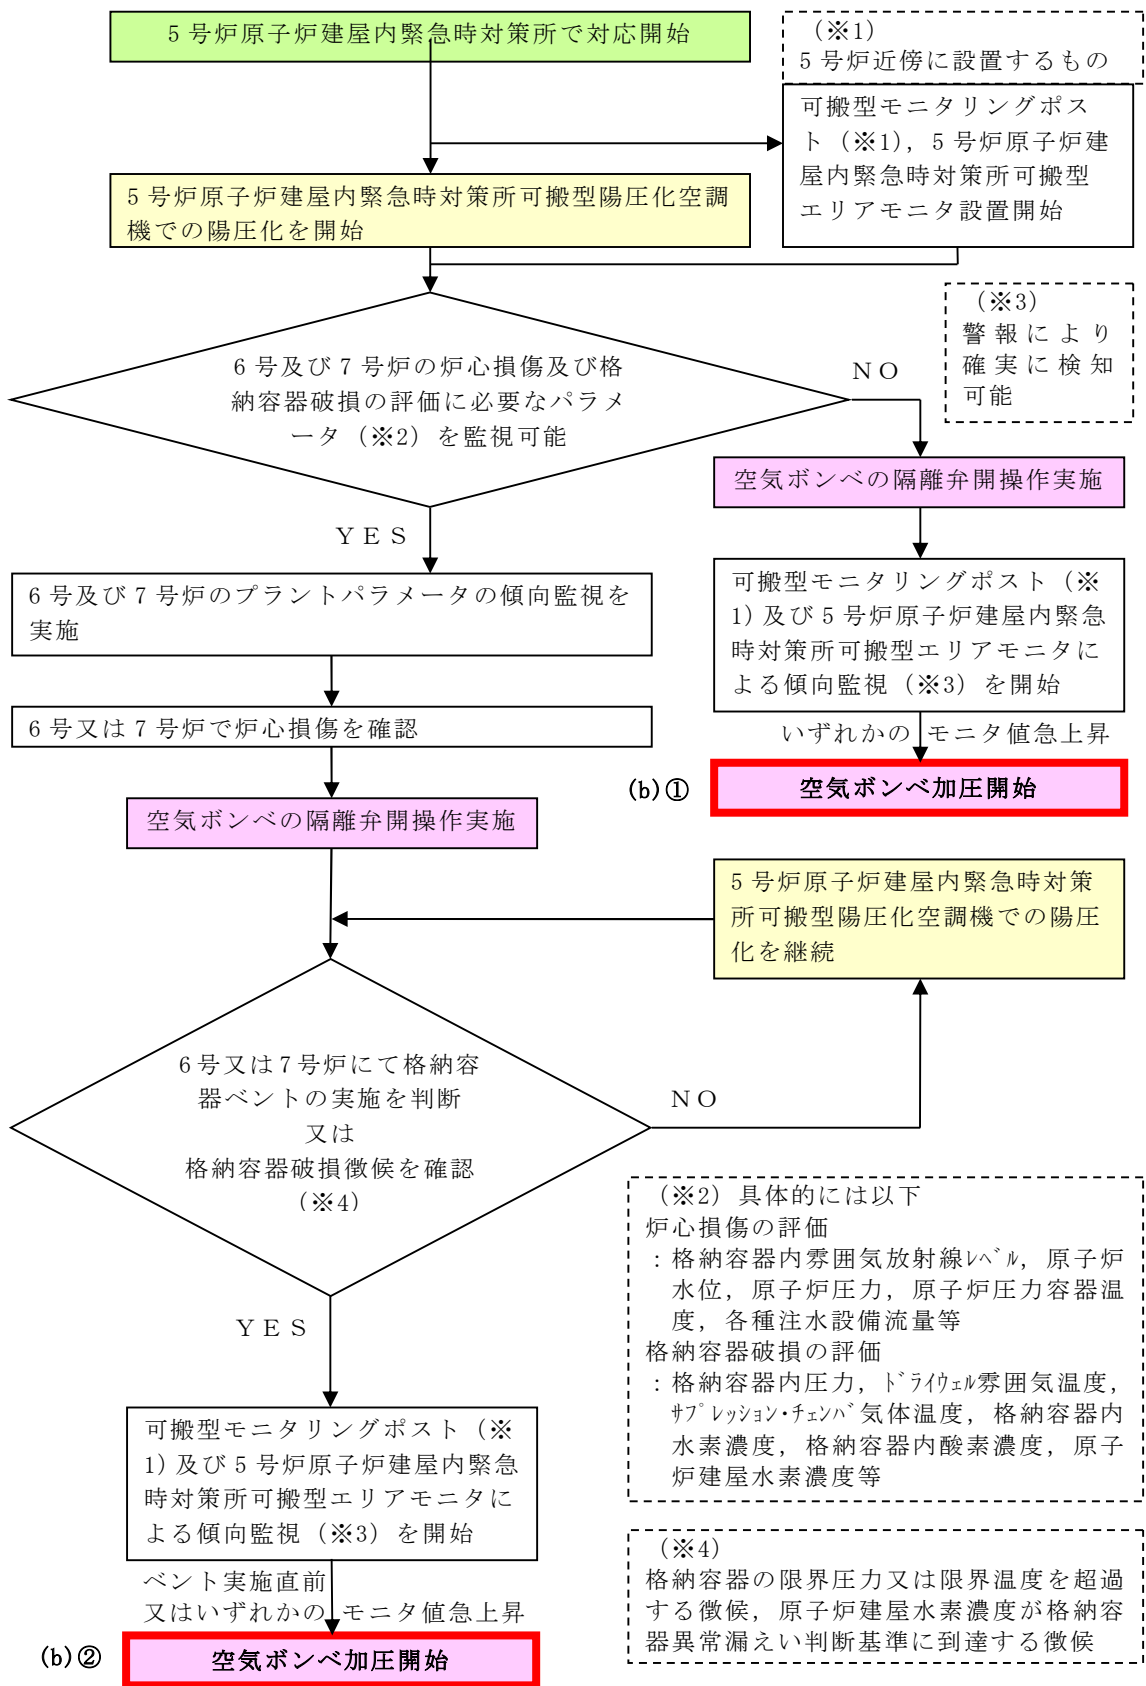 5号炉原子炉建屋内緊急時対策所で対応開始
（※1）
5号炉近傍に設置するもの
可搬型モニタリングポス
ト（※1），5号炉原子炉建
屋内緊急時対策所可搬型
エリアモニタ設置開始
5号炉原子炉建屋内緊急時対策所可搬型陽圧化空調
機での陽圧化を開始
（※3）
警報により
確実に検知
可能
6号及び7号炉の炉心損傷及び格
納容器破損の評価に必要なパラメ
ータ（※2）を監視可能
NO
YES
空気ボンベの隔離弁開操作実施
可搬型モニタリングポスト（※
1）及び5号炉原子炉建屋内緊急
時対策所可搬型エリアモニタに
よる傾向監視（※3）を開始
いずれかのモニタ値急上昇
(b)①
空気ボンベ加圧開始
6号及び7号炉のプラントパラメータの傾向監視を
実施
6号又は7号炉で炉心損傷を確認
空気ボンベの隔離弁開操作実施
5号炉原子炉建屋内緊急時対策
所可搬型陽圧化空調機での陽圧
化を継続
6号又は7号炉にて格納容
器ベントの実施を判断
又は
格納容器破損徴候を確認
（※4）
NO
YES
（※2）具体的には以下
炉心損傷の評価
：格納容器内雰囲気放射線ﾚﾍﾞﾙ，原子炉
水位，原子炉圧力，原子炉圧力容器温
度，各種注水設備流量等
格納容器破損の評価
：格納容器内圧力，ﾄﾞﾗｲｳｪﾙ雰囲気温度，
ｻﾌﾟﾚｯｼｮﾝ・ﾁｪﾝﾊﾞ気体温度，格納容器内
水素濃度，格納容器内酸素濃度，原子
炉建屋水素濃度等
可搬型モニタリングポスト（※
1）及び5号炉原子炉建屋内緊急
時対策所可搬型エリアモニタに
よる傾向監視（※3）を開始
ベント実施直前
又はいずれかのモニタ値急上昇
(b)②
空気ボンベ加圧開始
（※4）
格納容器の限界圧力又は限界温度を超過
する徴候，原子炉建屋水素濃度が格納容
器異常漏えい判断基準に到達する徴候